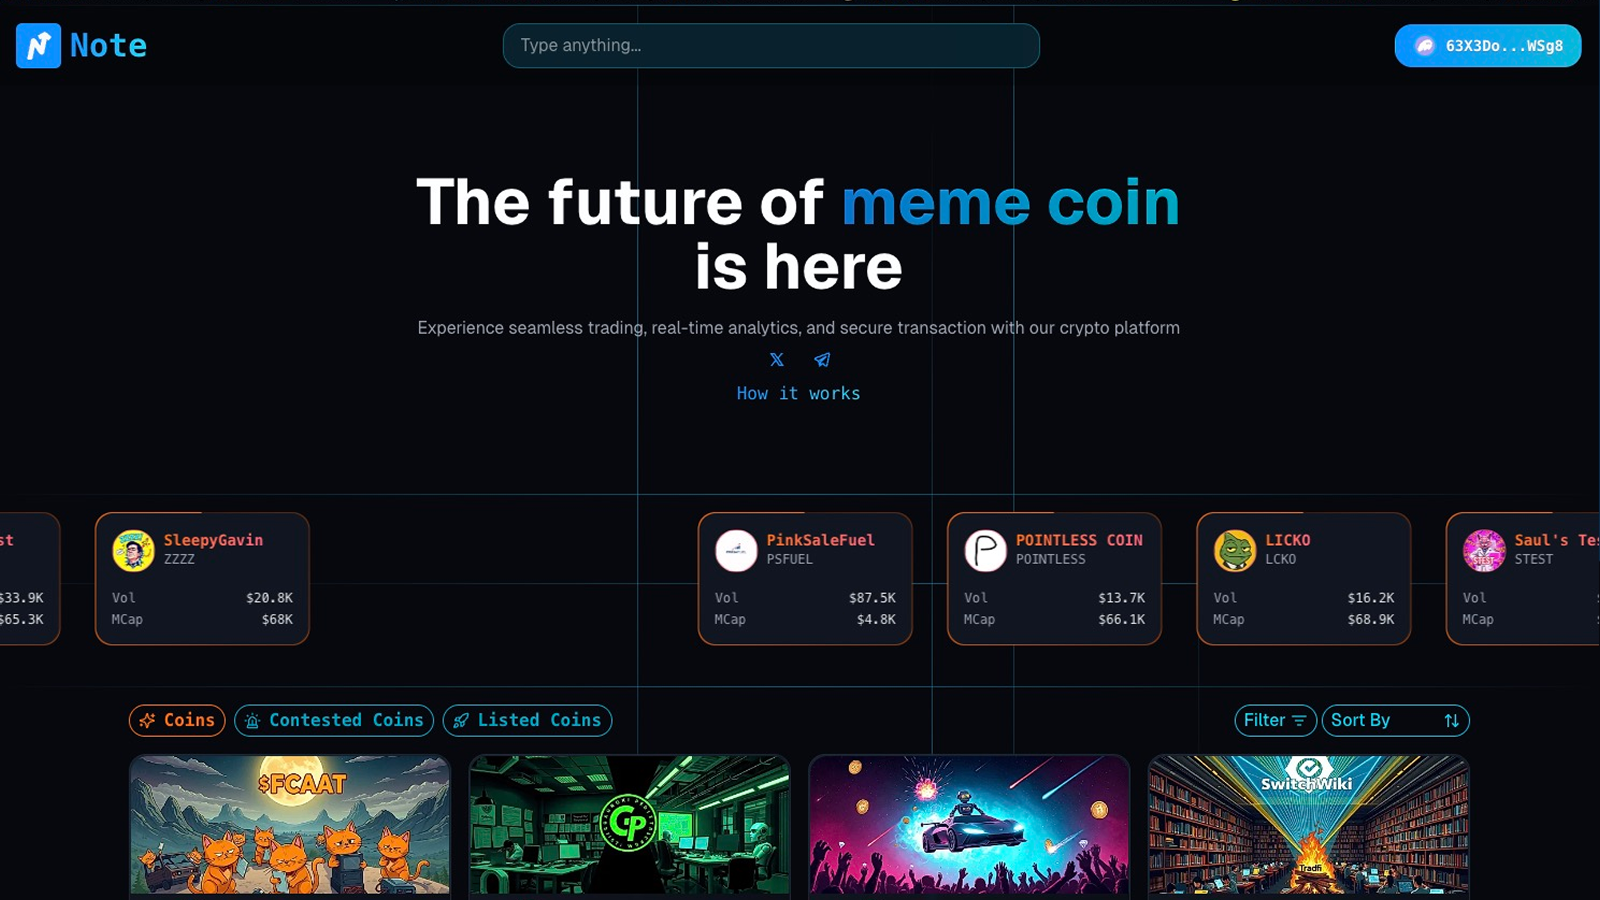 Note
Type anything...
63X3Do...WSg8
The future of meme coin
is here
Experience seamless trading, real-time analytics, and secure transaction with our crypto platform
How it works
st
$33.9K
$65.3K
SleepyGavin
ZZZZ
Vol $20.8K
MCap $68K
PinkSaleFuel
PSFUEL
Vol $87.5K
MCap $4.8K
POINTLESS COIN
POINTLESS
Vol $13.7K
MCap $66.1K
LICKO
LCKO
Vol $16.2K
MCap $68.9K
Saul's Tes
STEST
Vol
MCap
Coins
Contested Coins
Listed Coins
Filter
Sort By
$FCAAT
CP
SwitchWiki
Tradfi